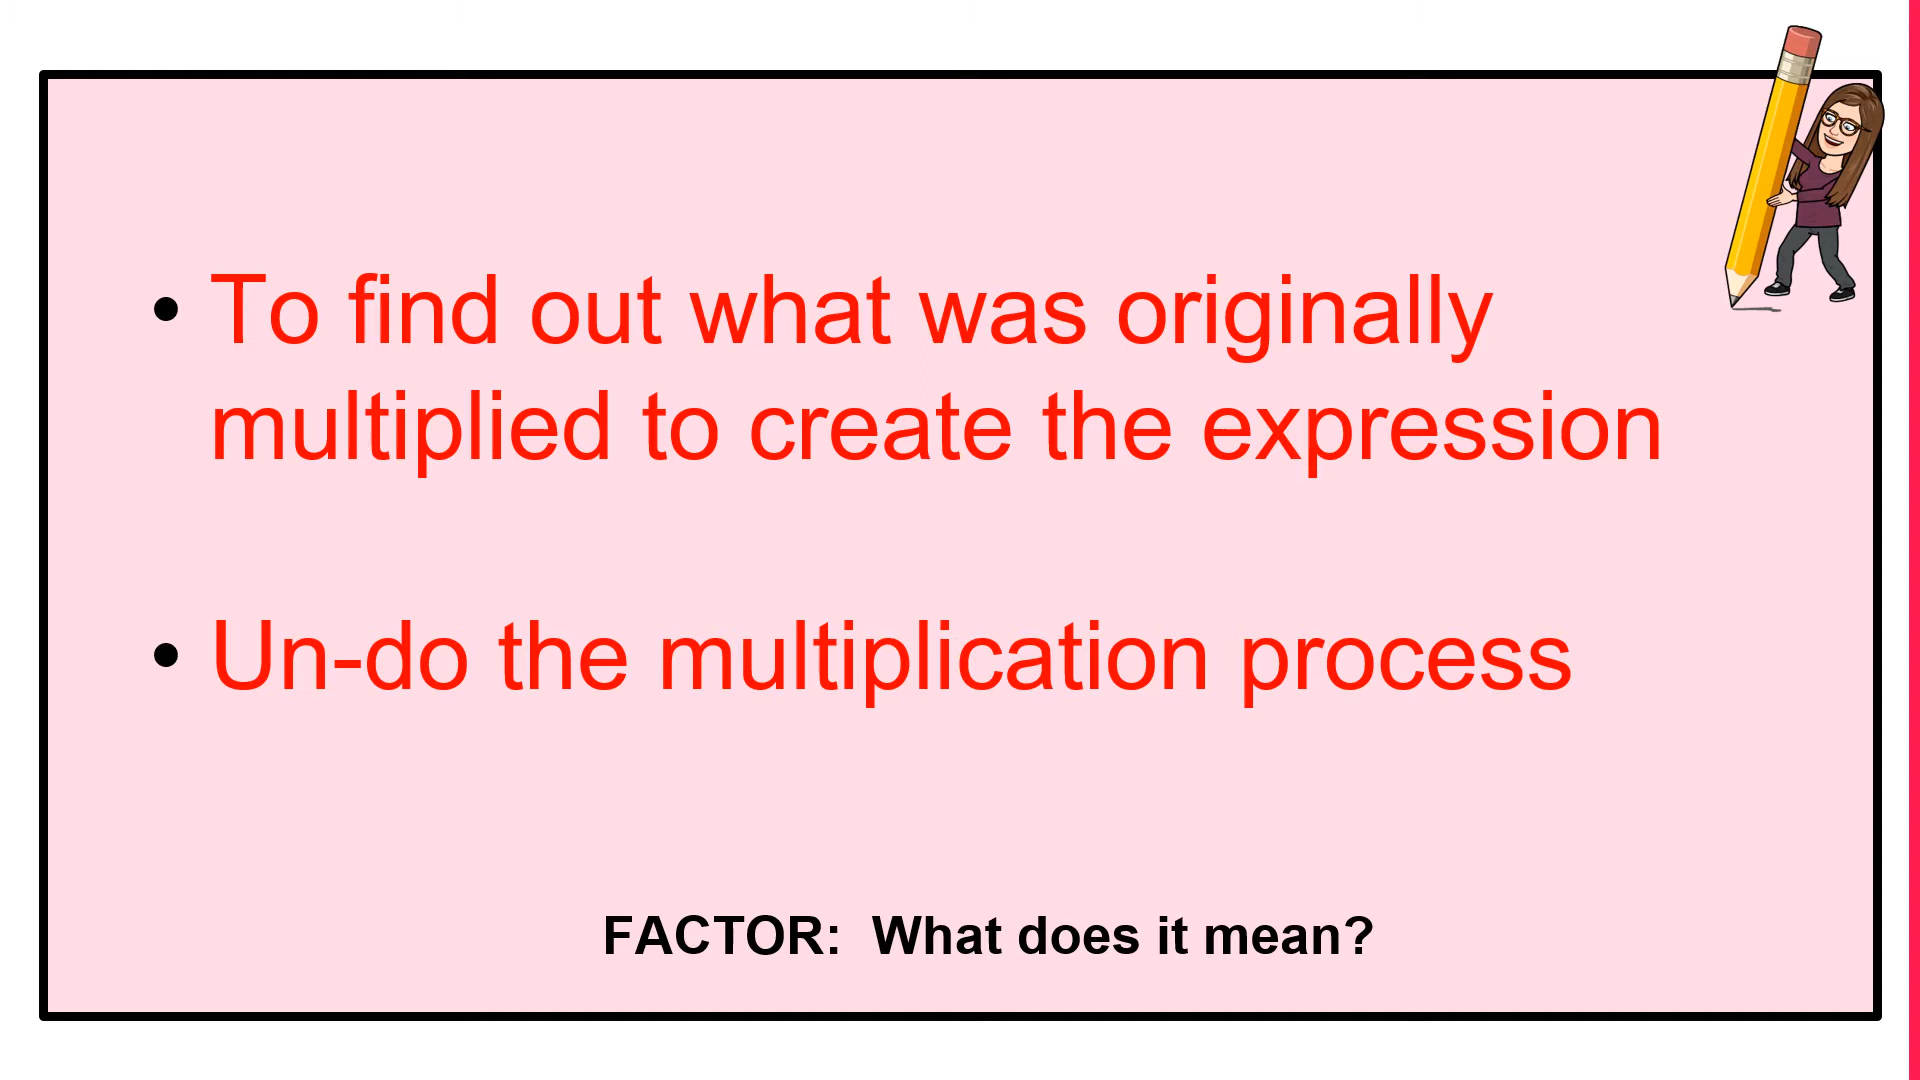 • To find out what was originally
multiplied to create the expression
• Un-do the multiplication process
FACTOR:  What does it mean?